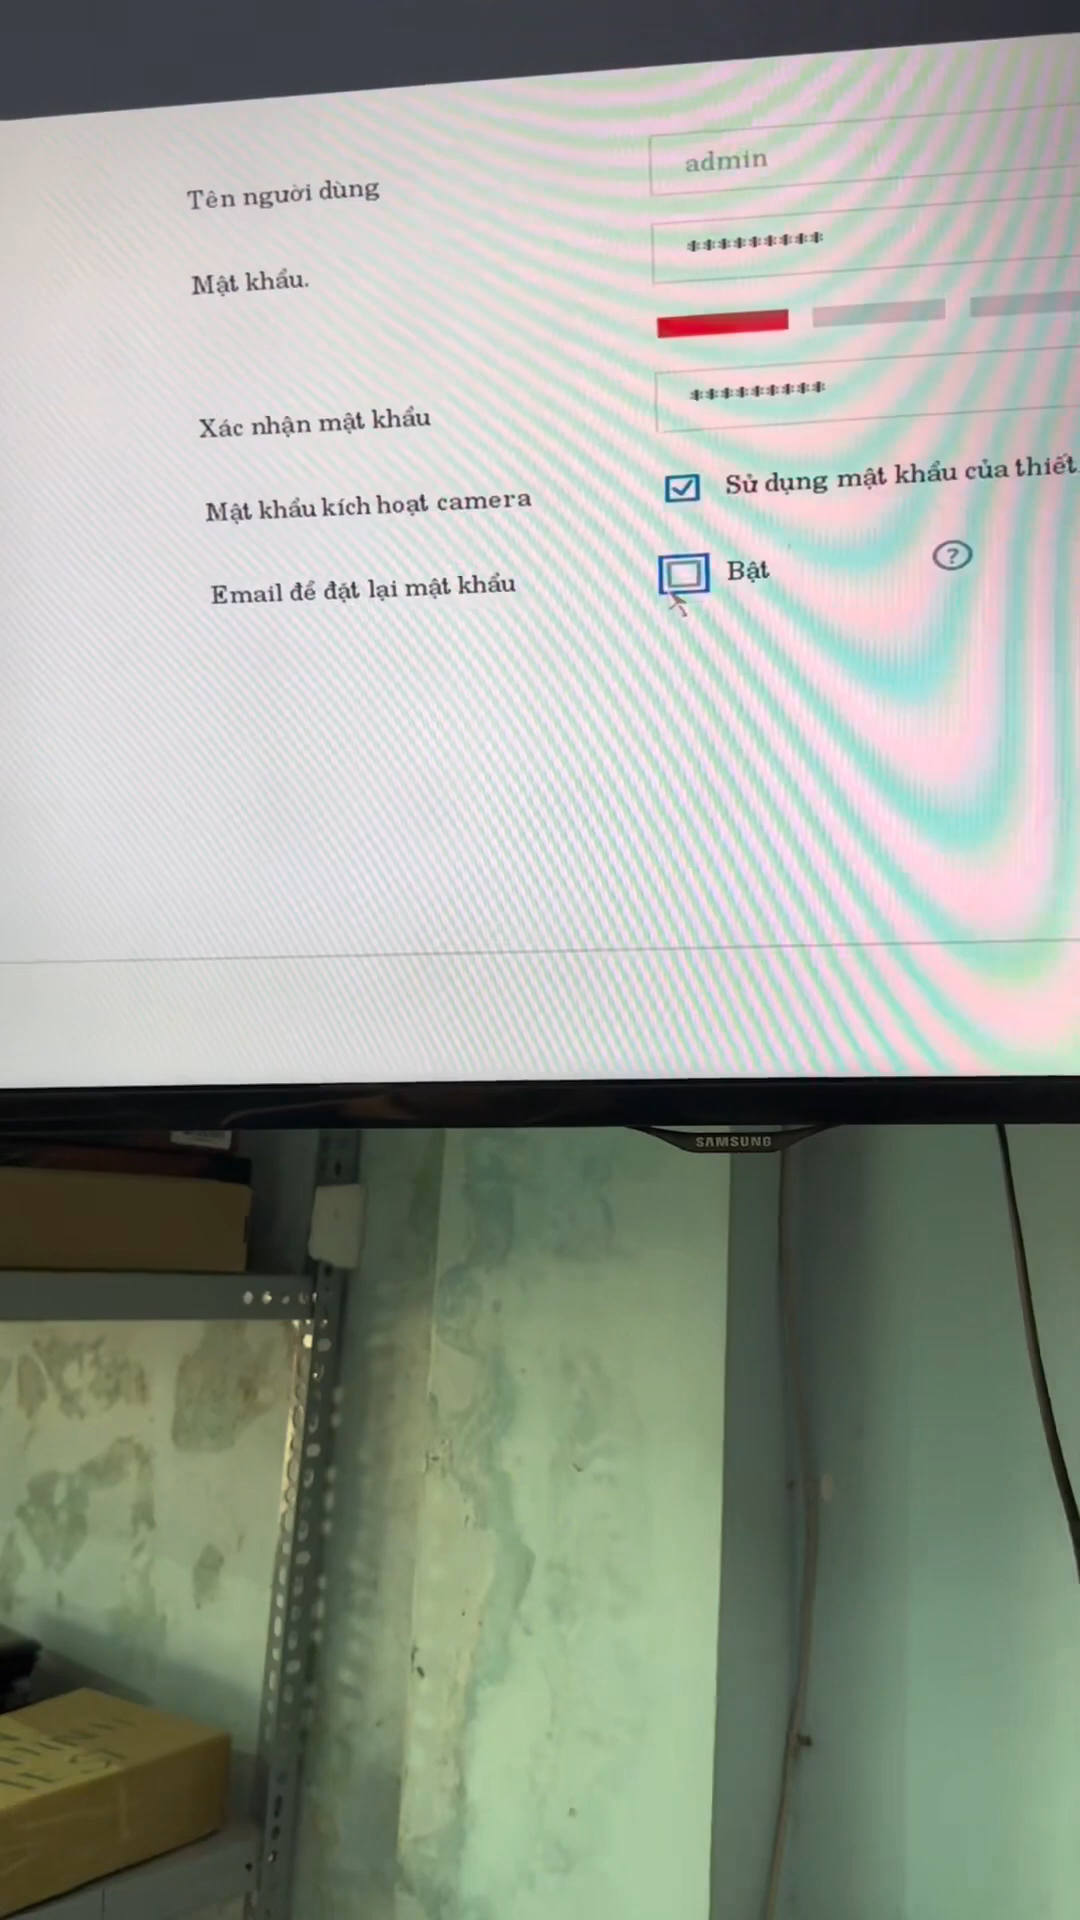 Tên người dùng
admin
Mật khẩu.
*********
Xác nhận mật khẩu
*********
Mật khẩu kích hoạt camera
Sử dụng mật khẩu của thiết
Email để đặt lại mật khẩu
Bật
?
SAMSUNG